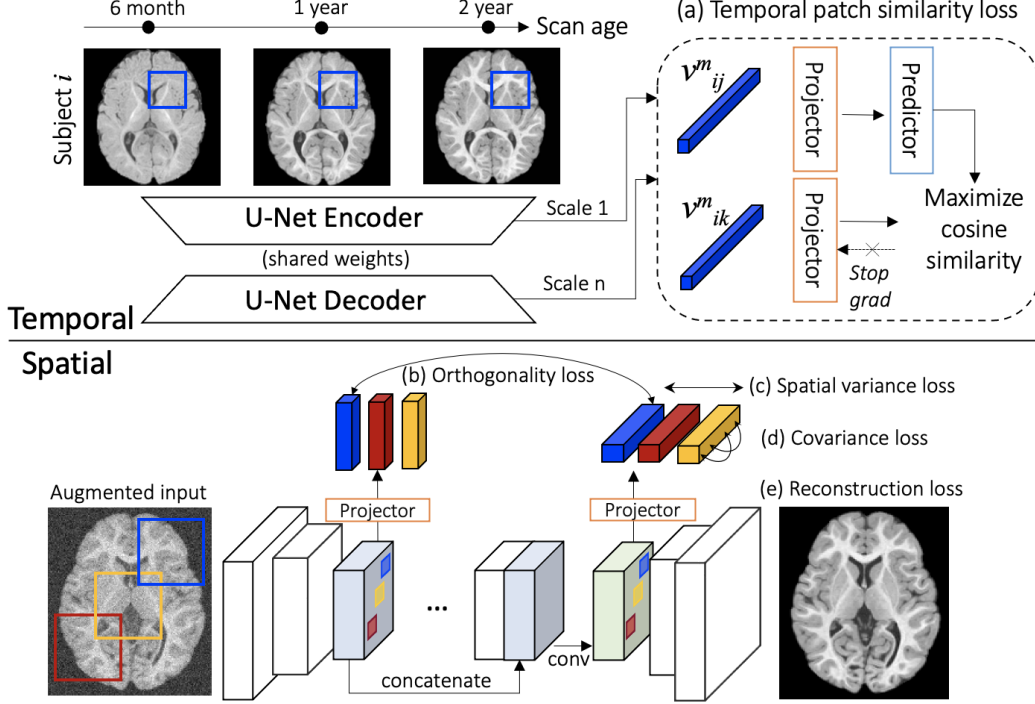 6 month
1 year
2 year
Scan age
Subject i
U-Net Encoder
(shared weights)
U-Net Decoder
Scale 1
Scale n
Temporal
(a) Temporal patch similarity loss
v^m_ij
Projector
Predictor
v^m_ik
Projector
Stop
grad
Maximize
cosine
similarity
Spatial
(b) Orthogonality loss
(c) Spatial variance loss
(d) Covariance loss
Augmented input
Projector
Projector
(e) Reconstruction loss
...
concatenate
conv